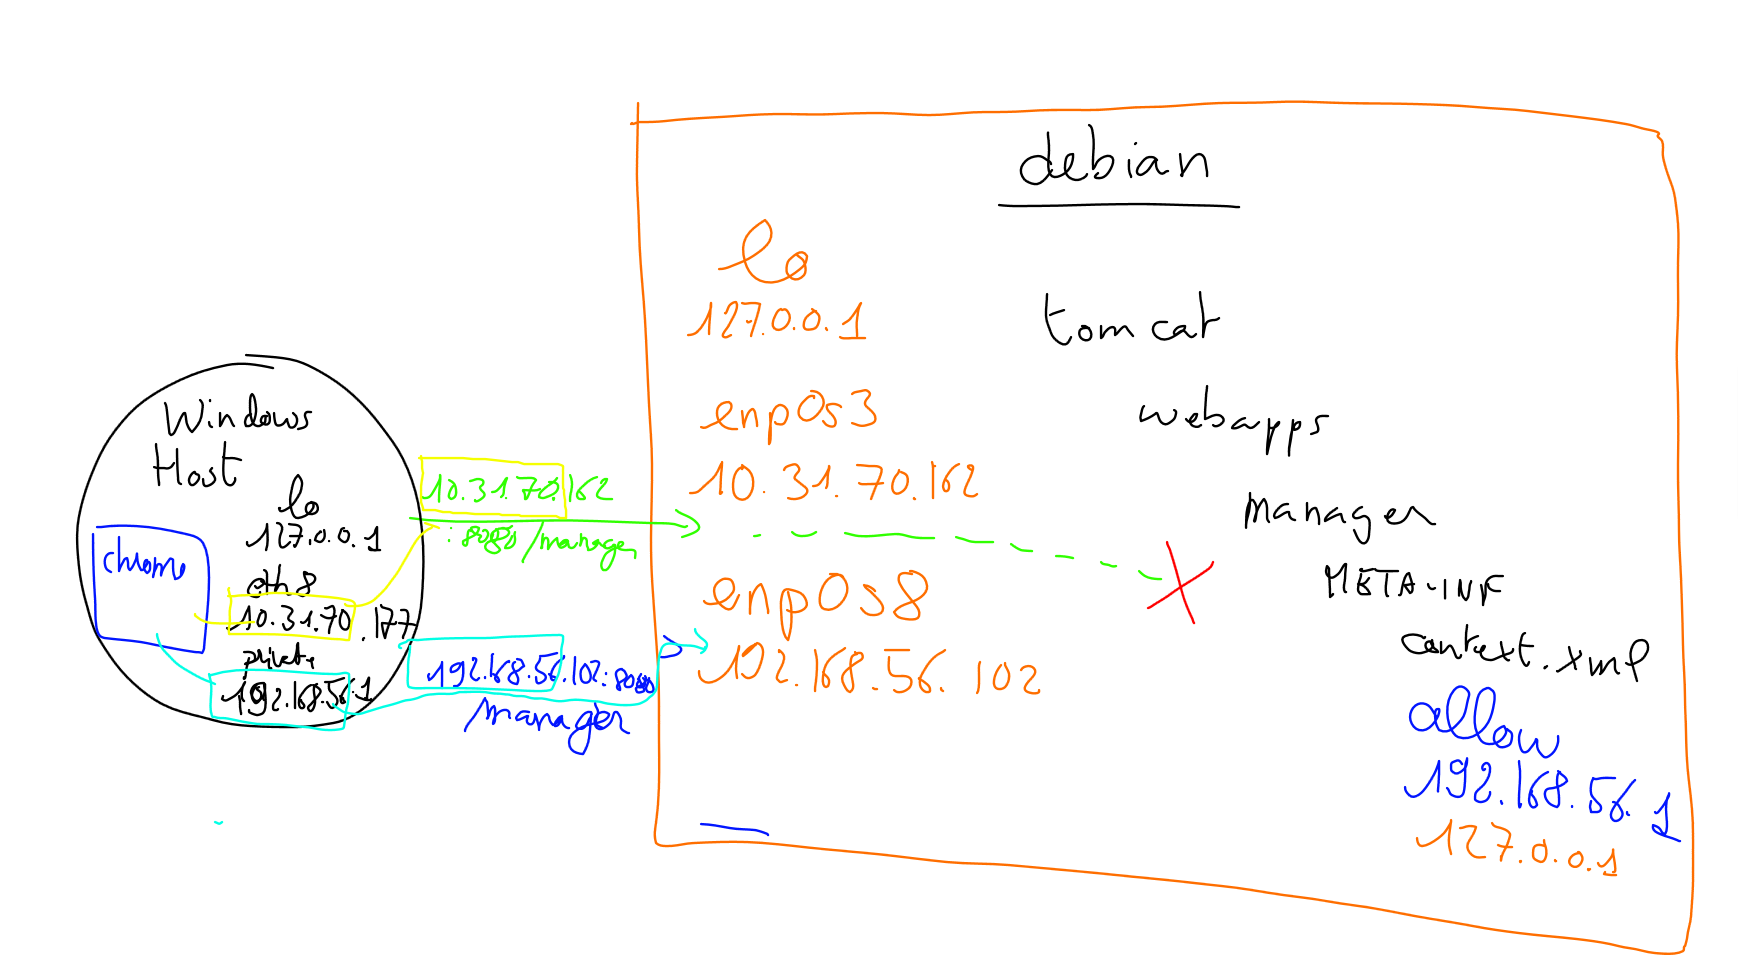 Windows
Host
lo
127.0.0.1
chrome
eth8
10.31.70.177
private
192.168.56.1
10.31.70.162
:8080/manager
192.168.56.102:8080
/manager
debian
lo
127.0.0.1
enp0s3
10.31.70.162
enp0s8
192.168.56.102
tomcat
webapps
manager
META-INF
context.xml
allow
192.168.56.1
127.0.0.1